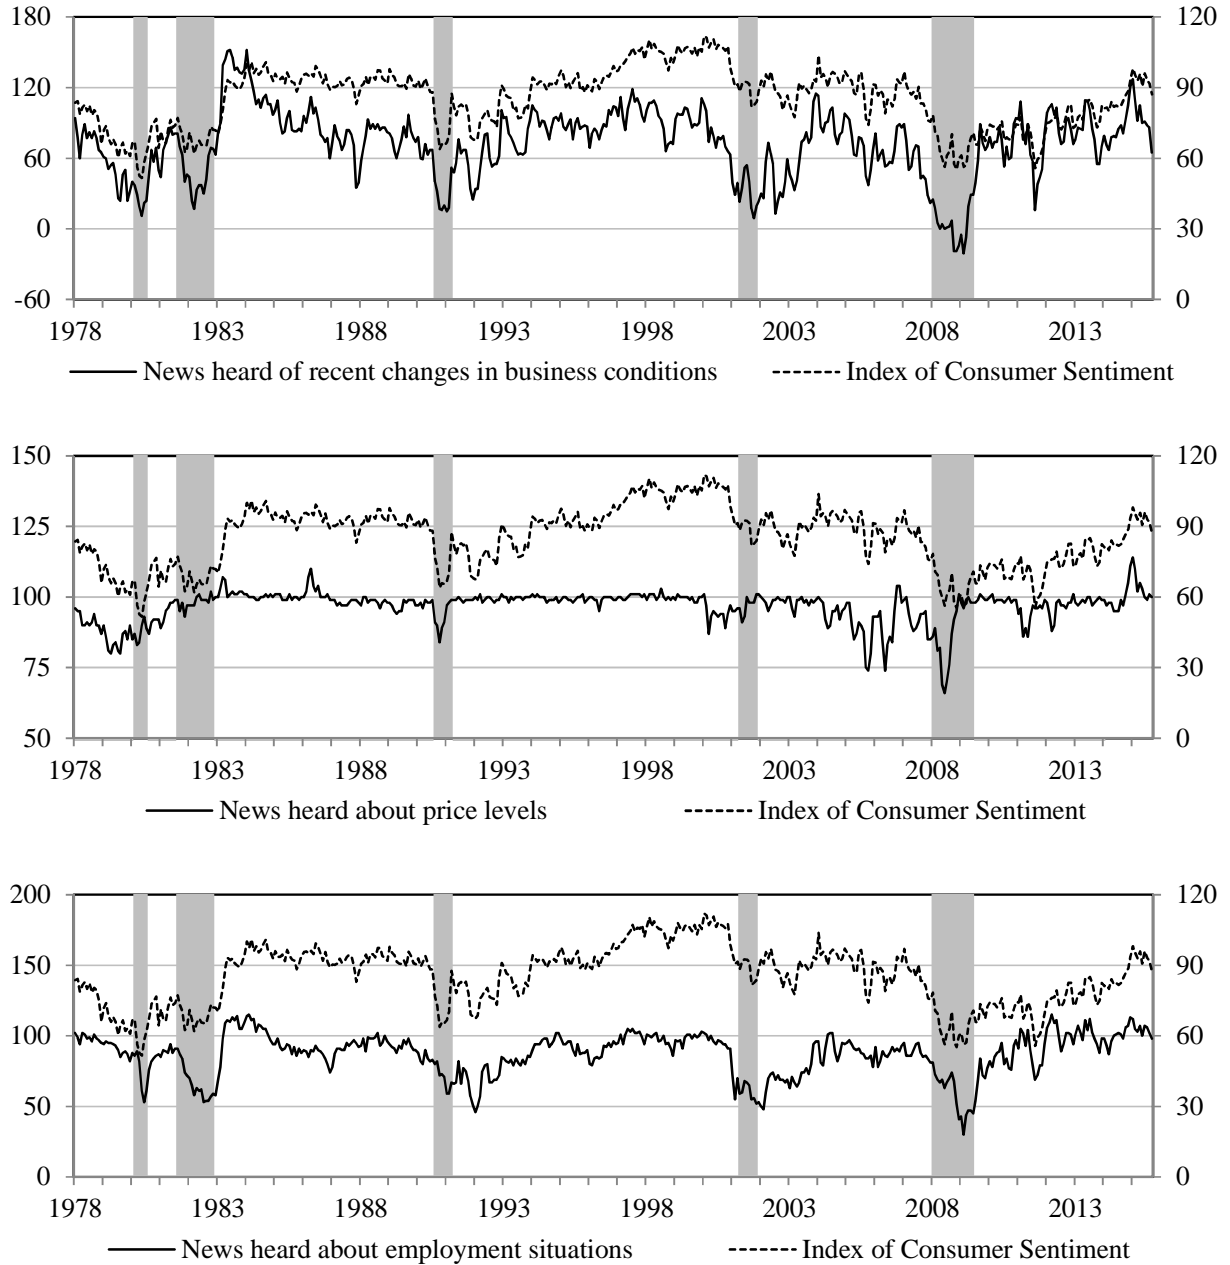 180 120
120 90
60 60
0 30
-60 0
1978 1983 1988 1993 1998 2003 2008 2013
News heard of recent changes in business conditions Index of Consumer Sentiment
150 120
125 90
100 60
75 30
50 0
1978 1983 1988 1993 1998 2003 2008 2013
News heard about price levels Index of Consumer Sentiment
200 120
150 90
100 60
50 30
0 0
1978 1983 1988 1993 1998 2003 2008 2013
News heard about employment situations Index of Consumer Sentiment